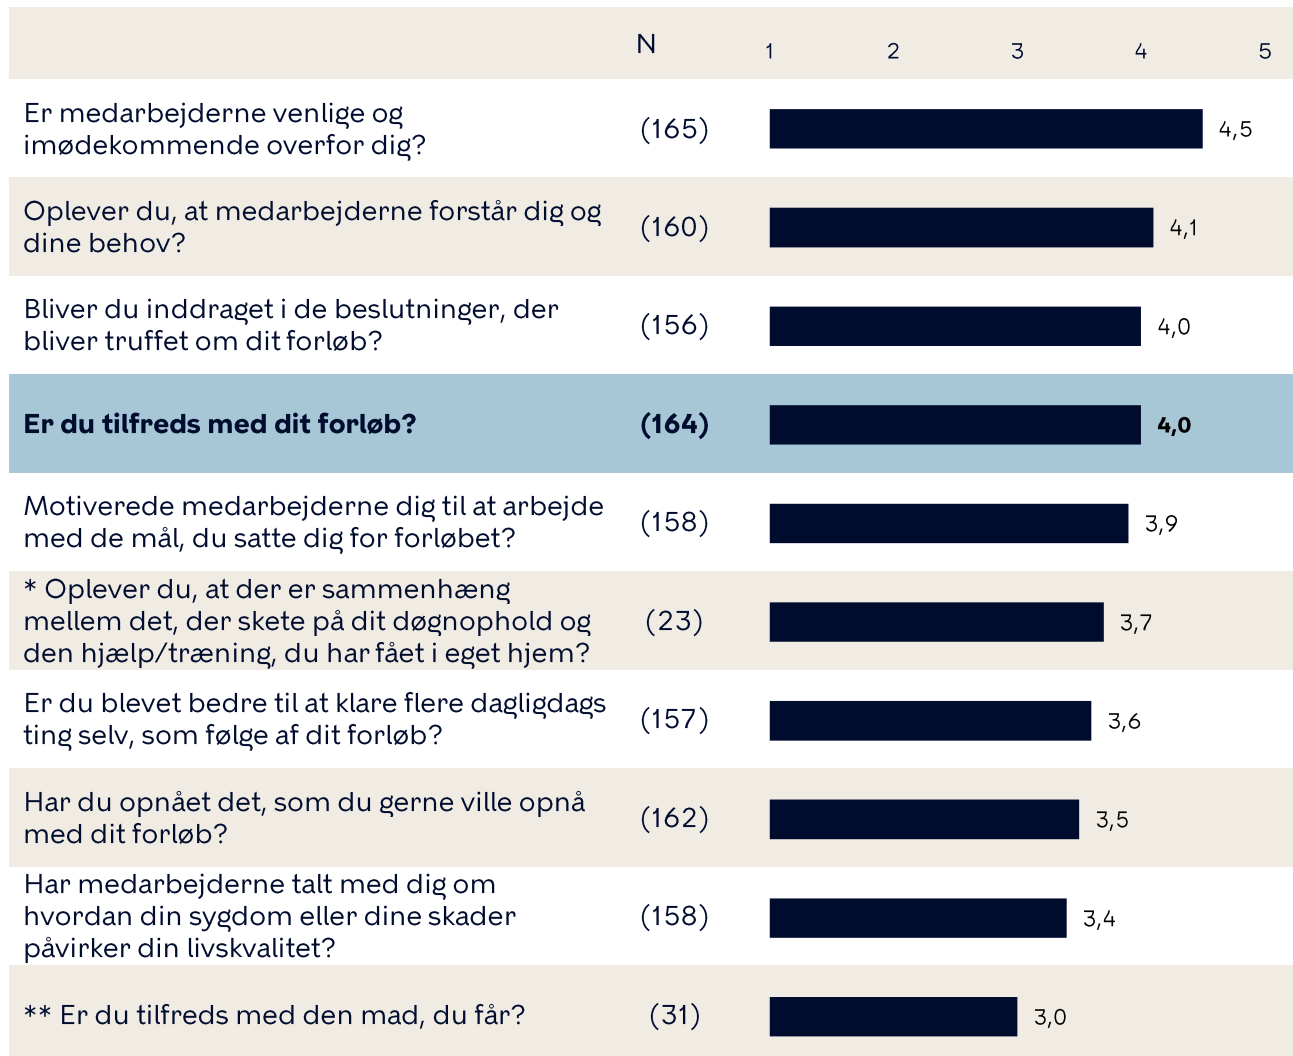 N 1 2 3 4 5
Er medarbejderne venlige og
imødekommende overfor dig?
(165) 4,5
Oplever du, at medarbejderne forstår dig og
dine behov?
(160) 4,1
Bliver du inddraget i de beslutninger, der
bliver truffet om dit forløb?
(156) 4,0
Er du tilfreds med dit forløb? (164) 4,0
Motiverede medarbejderne dig til at arbejde
med de mål, du satte dig for forløbet?
(158) 3,9
* Oplever du, at der er sammenhæng
mellem det, der skete på dit døgnophold og
den hjælp/træning, du har fået i eget hjem?
(23) 3,7
Er du blevet bedre til at klare flere dagligdags
ting selv, som følge af dit forløb?
(157) 3,6
Har du opnået det, som du gerne ville opnå
med dit forløb?
(162) 3,5
Har medarbejderne talt med dig om
hvordan din sygdom eller dine skader
påvirker din livskvalitet?
(158) 3,4
** Er du tilfreds med den mad, du får? (31) 3,0